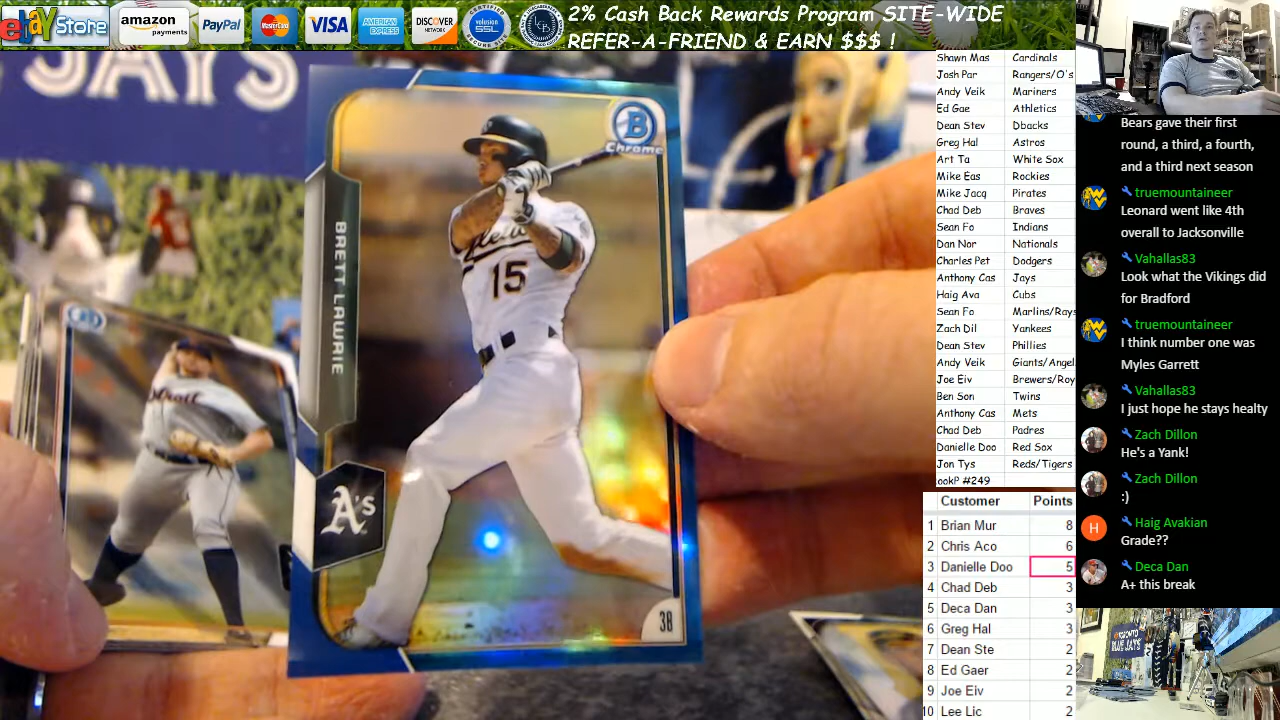 ebay Store
amazon payments
PayPal
MasterCard
VISA
AMERICAN EXPRESS
DISCOVER NETWORK
volusion
SSL
2% Cash Back Rewards Program SITE-WIDE
REFER-A-FRIEND & EARN $$$ !
JAYS
B
Chrome
BRETT LAWRIE
15
A's
38
Detroit
Shawn Mas Cardinals
Josh Par Rangers/O's
Andy Veik Mariners
Ed Gae Athletics
Dean Stev Dbacks
Greg Hal Astros
Art Ta White Sox
Mike Eas Rockies
Mike Jacq Pirates
Chad Deb Braves
Sean Fo Indians
Dan Nor Nationals
Charles Pet Dodgers
Anthony Cas Jays
Haig Ava Cubs
Sean Fo Marlins/Rays
Zach Dil Yankees
Dean Stev Phillies
Andy Veik Giants/Angel
Joe Eiv Brewers/Roy
Ben Son Twins
Anthony Cas Mets
Chad Deb Padres
Danielle Doo Red Sox
Jon Tys Reds/Tigers
ookP #249
Customer Points
1 Brian Mur 8
2 Chris Aco 6
3 Danielle Doo 5
4 Chad Deb 3
5 Deca Dan 3
6 Greg Hal 3
7 Dean Ste 2
8 Ed Gaer 2
9 Joe Eiv 2
10 Lee Lic 2
Bears gave their first
round, a third, a fourth,
and a third next season
truemountaineer
Leonard went like 4th
overall to Jacksonville
Vahallas83
Look what the Vikings did
for Bradford
truemountaineer
I think number one was
Myles Garrett
Vahallas83
I just hope he stays healty
Zach Dillon
He's a Yank!
Zach Dillon
:)
H
Haig Avakian
Grade??
Deca Dan
A+ this break
TORONTO
BLUE JAYS